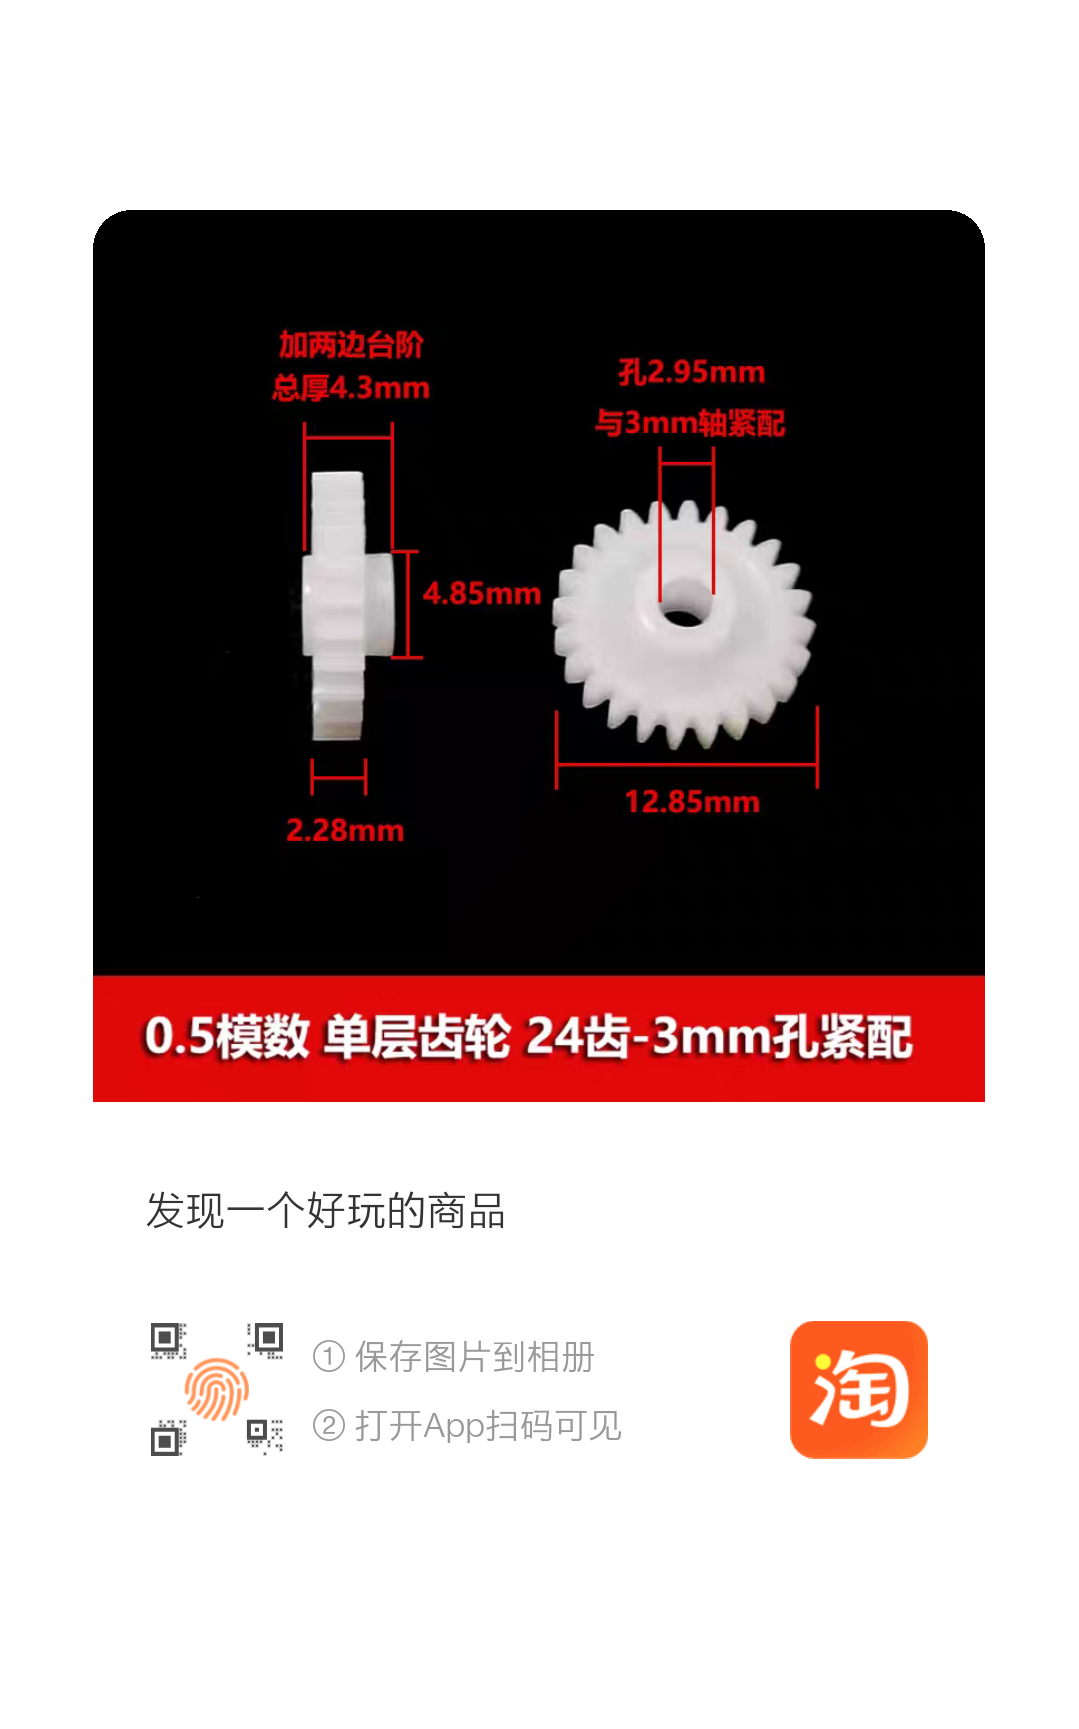 加两边台阶
总厚4.3mm
孔2.95mm
与3mm轴紧配
4.85mm
12.85mm
2.28mm
0.5模数 单层齿轮 24齿-3mm孔紧配
发现一个好玩的商品
① 保存图片到相册
② 打开App扫码可见
淘